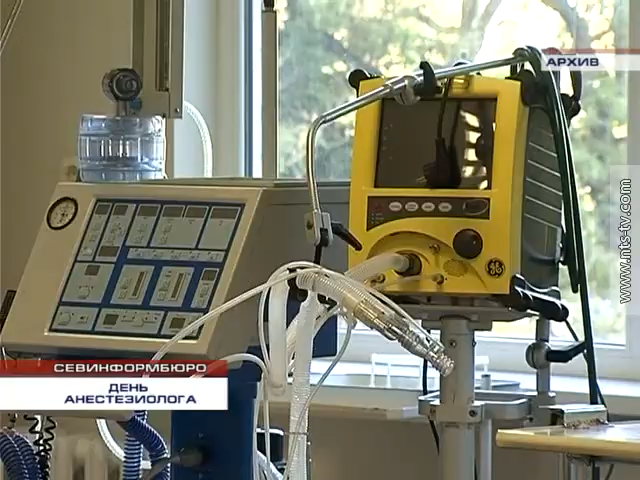 АРХИВ
www.nts-tv.com
СЕВИНФОРМБЮРО
ДЕНЬ
АНЕСТЕЗИОЛОГА